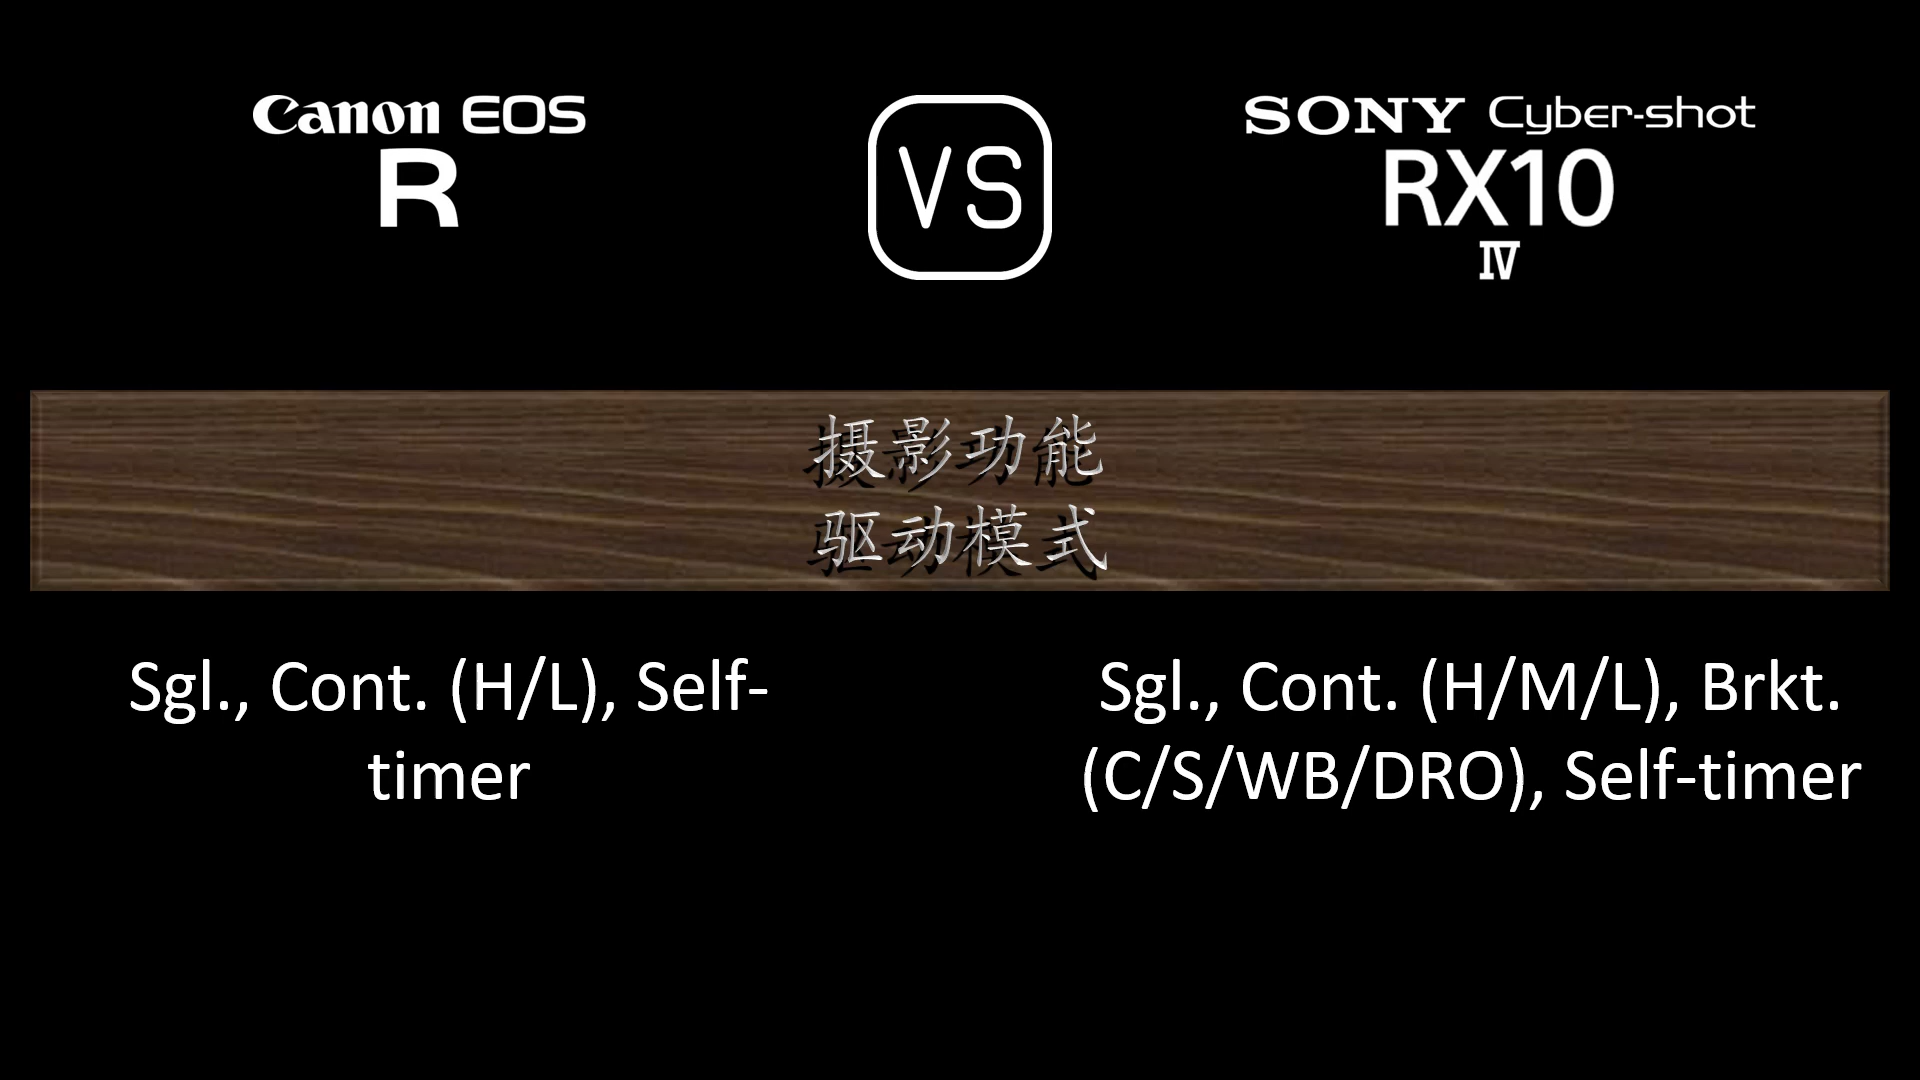 Canon EOS
R
VS
SONY Cyber-shot
RX10
IV
摄影功能
驱动模式
Sgl., Cont. (H/L), Self-
timer
Sgl., Cont. (H/M/L), Brkt.
(C/S/WB/DRO), Self-timer